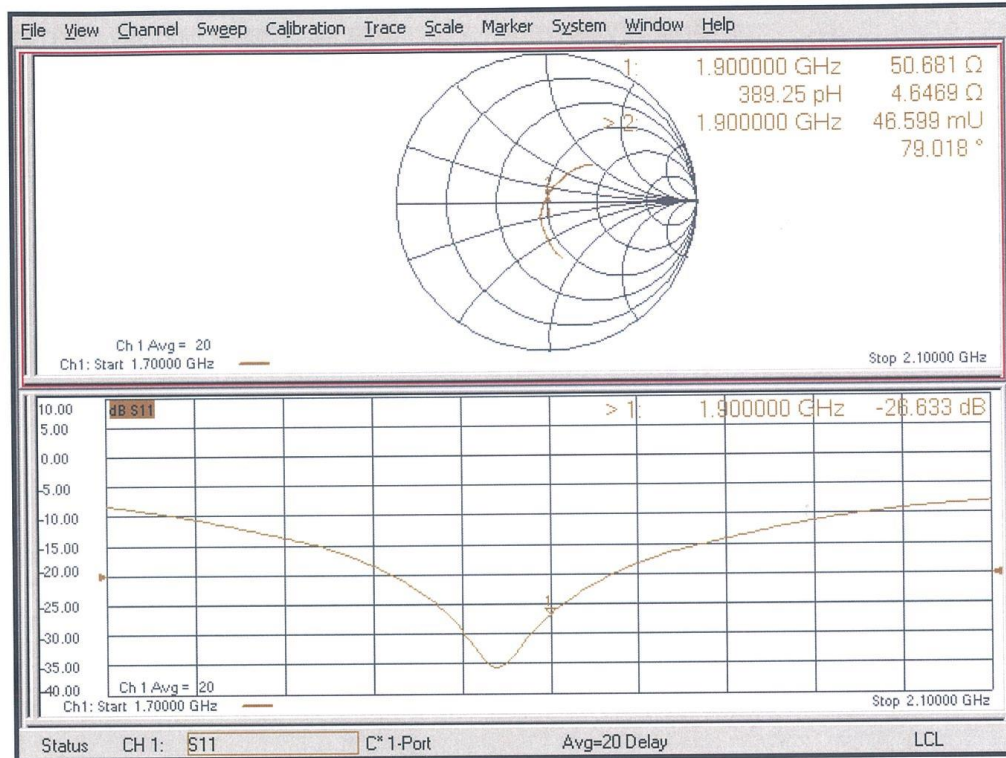 File View Channel Sweep Calibration Trace Scale Marker System Window Help
1: 1.900000 GHz 50.681 Ω
389.25 pH 4.6469 Ω
> 2: 1.900000 GHz 46.599 mU
79.018 °
Ch 1 Avg = 20
Ch1: Start 1.70000 GHz
Stop 2.10000 GHz
10.00
dB S11
> 1: 1.900000 GHz -26.633 dB
5.00
0.00
-5.00
-10.00
-15.00
-20.00
-25.00
1
-30.00
-35.00
-40.00
Ch 1 Avg = 20
Ch1: Start 1.70000 GHz
Stop 2.10000 GHz
Status CH 1: S11 C* 1-Port Avg=20 Delay LCL